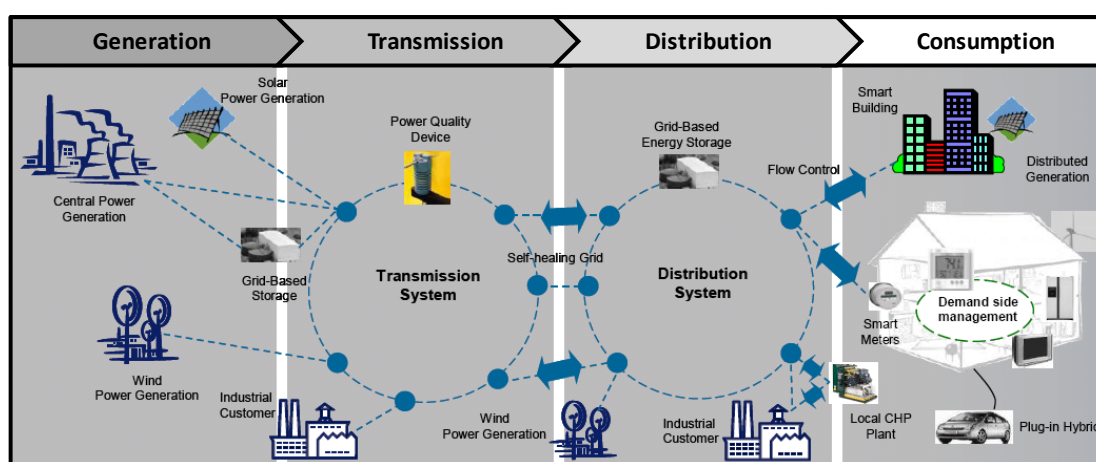 Generation
Transmission
Distribution
Consumption
Solar
Power Generation
Central Power
Generation
Grid-Based
Storage
Wind
Power Generation
Industrial
Customer
Power Quality
Device
Transmission
System
Self-healing Grid
Wind
Power Generation
Grid-Based
Energy Storage
Flow Control
Distribution
System
Industrial
Customer
Smart
Building
Distributed
Generation
Smart
Meters
Demand side
management
Local CHP
Plant
Plug-in Hybrid